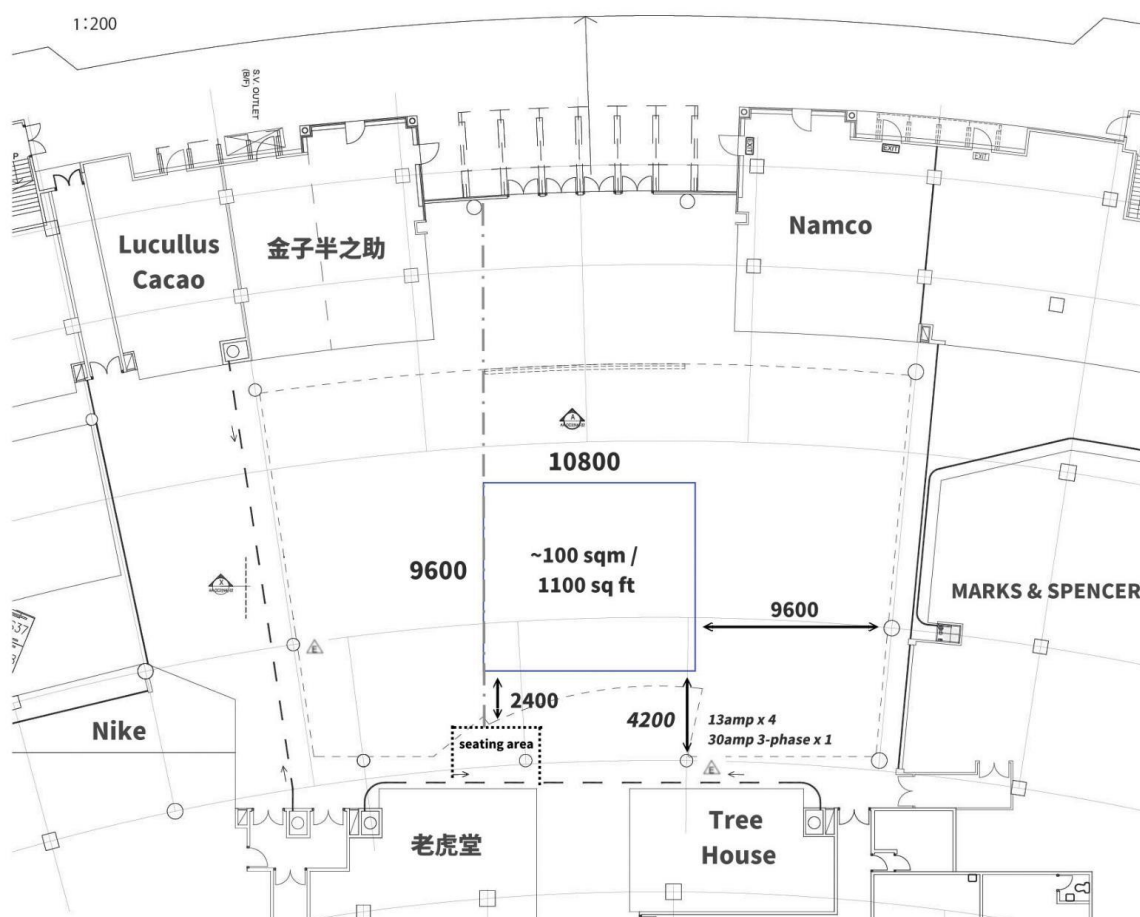 1:200
S.V. OUTLET
(B/F)
P
EXIT
EXIT
EXIT
Lucullus
Cacao
金子半之助
Namco
A
10800
9600
~100 sqm /
1100 sq ft
X
9600
MARKS & SPENCER
E
2400
4200
13amp x 4
30amp 3-phase x 1
Nike
seating area
E
老虎堂
Tree
House